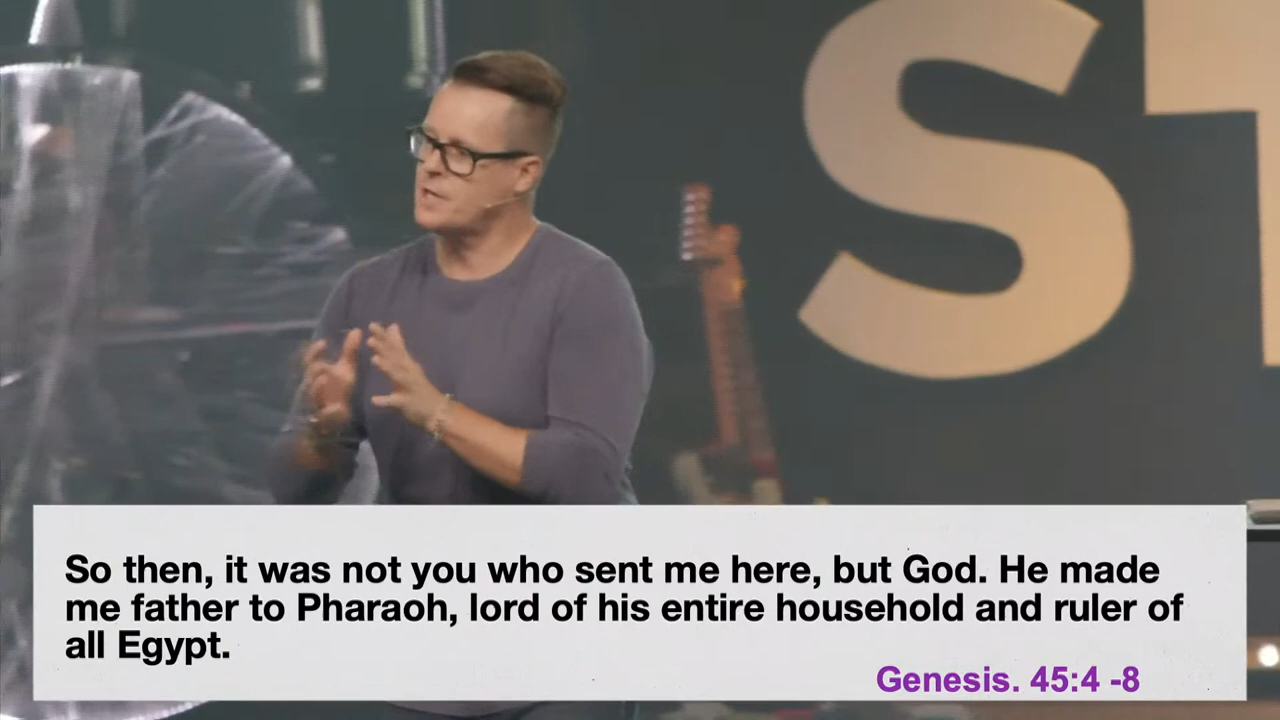 ST
So then, it was not you who sent me here, but God. He made
me father to Pharaoh, lord of his entire household and ruler of
all Egypt.
Genesis. 45:4 -8